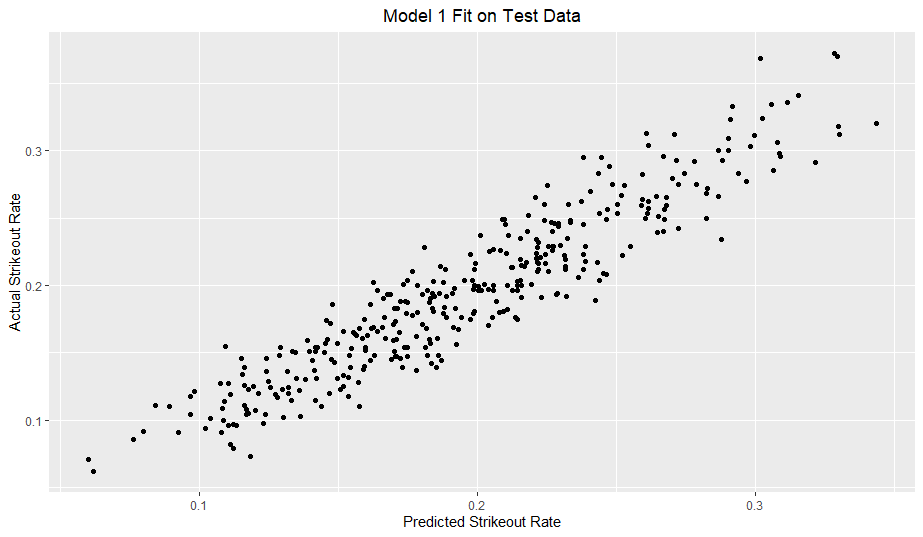 Model 1 Fit on Test Data
Actual Strikeout Rate
0.3
0.2
0.1
0.1 0.2 0.3
Predicted Strikeout Rate